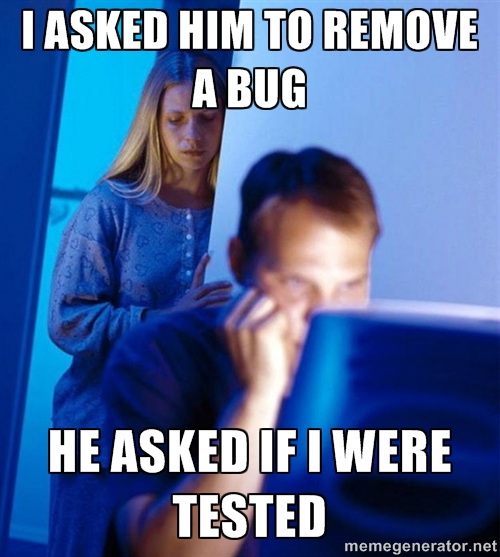 I ASKED HIM TO REMOVE
A BUG
HE ASKED IF I WERE
TESTED
memegenerator.net